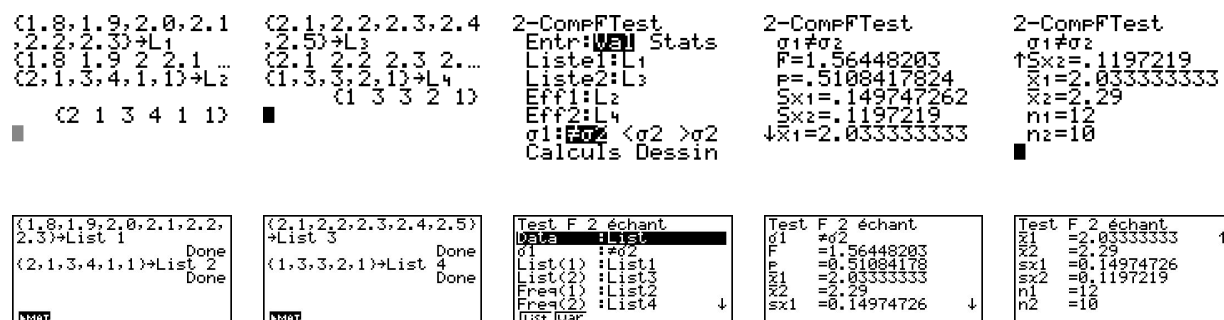 {1.8,1.9,2.0,2.1
,2.2,2.3}→L₁
{1.8 1.9 2 2.1 …
{2,1,3,4,1,1}→L₂
{2 1 3 4 1 1}
{2.1,2.2,2.3,2.4
,2.5}→L₃
{2.1 2.2 2.3 2.…
{1,3,3,2,1}→L₄
{1 3 3 2 1}
2-CompFTest
Entr:Val Stats
Liste1:L₁
Liste2:L₃
Eff1:L₂
Eff2:L₄
σ1:≠σ2 <σ2 >σ2
Calculs Dessin
2-CompFTest
σ₁≠σ₂
F=1.56448203
p=.5108417824
Sx₁=.149747262
Sx₂=.1197219
↓x̄₁=2.033333333
2-CompFTest
σ₁≠σ₂
↑Sx₂=.1197219
x̄₁=2.033333333
x̄₂=2.29
n₁=12
n₂=10
{1.8,1.9,2.0,2.1,2.2,
2.3}→List 1
Done
{2,1,3,4,1,1}→List 2
Done
▶MAT
{2.1,2.2,2.3,2.4,2.5}
→List 3
Done
{1,3,3,2,1}→List 4
Done
▶MAT
Test F 2 échant
Data :List
σ1 :≠σ2
List(1) :List1
List(2) :List3
Freq(1) :List2
Freq(2) :List4 ↓
List Var
Test F 2 échant
σ1 ≠σ2
F =1.56448203
p =0.51084178
x̄1 =2.03333333
x̄2 =2.29
sx1 =0.14974726 ↓
Test F 2 échant
x̄1 =2.03333333 ↑
x̄2 =2.29
sx1 =0.14974726
sx2 =0.1197219
n1 =12
n2 =10